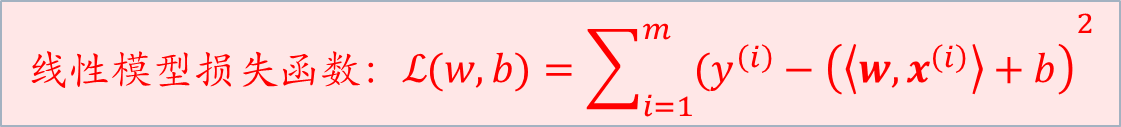 线性模型损失函数：ℒ(w, b) = ∑_{i=1}^{m} (y^{(i)} − (⟨𝒘, 𝒙^{(i)}⟩ + b)^2